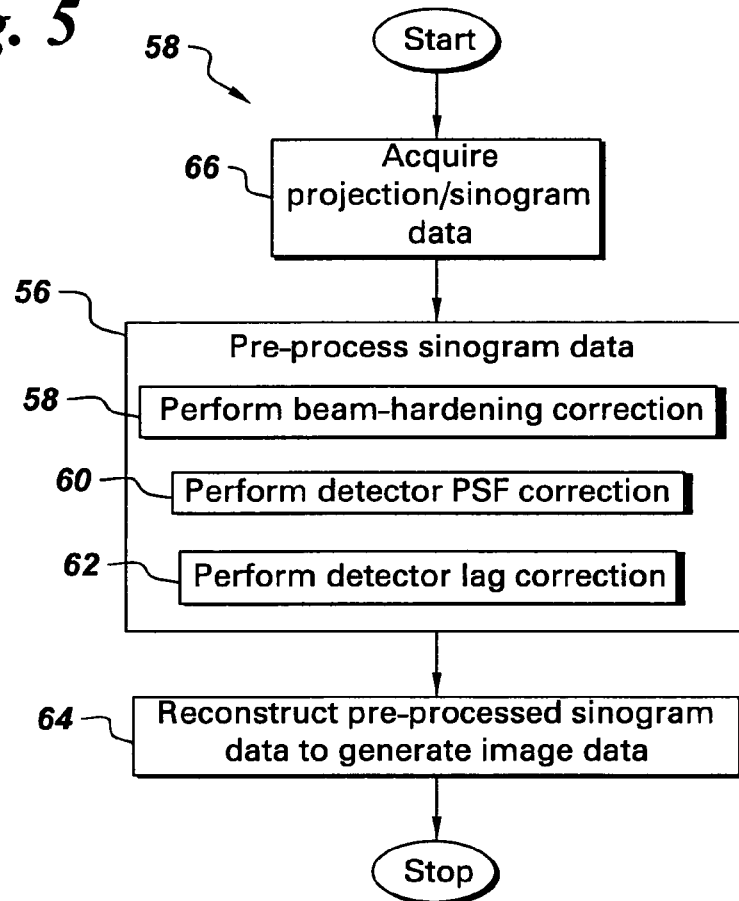 5
58
Start
66
Acquire
projection/sinogram
data
56
Pre-process sinogram data
58
Perform beam-hardening correction
60
Perform detector PSF correction
62
Perform detector lag correction
64
Reconstruct pre-processed sinogram
data to generate image data
Stop